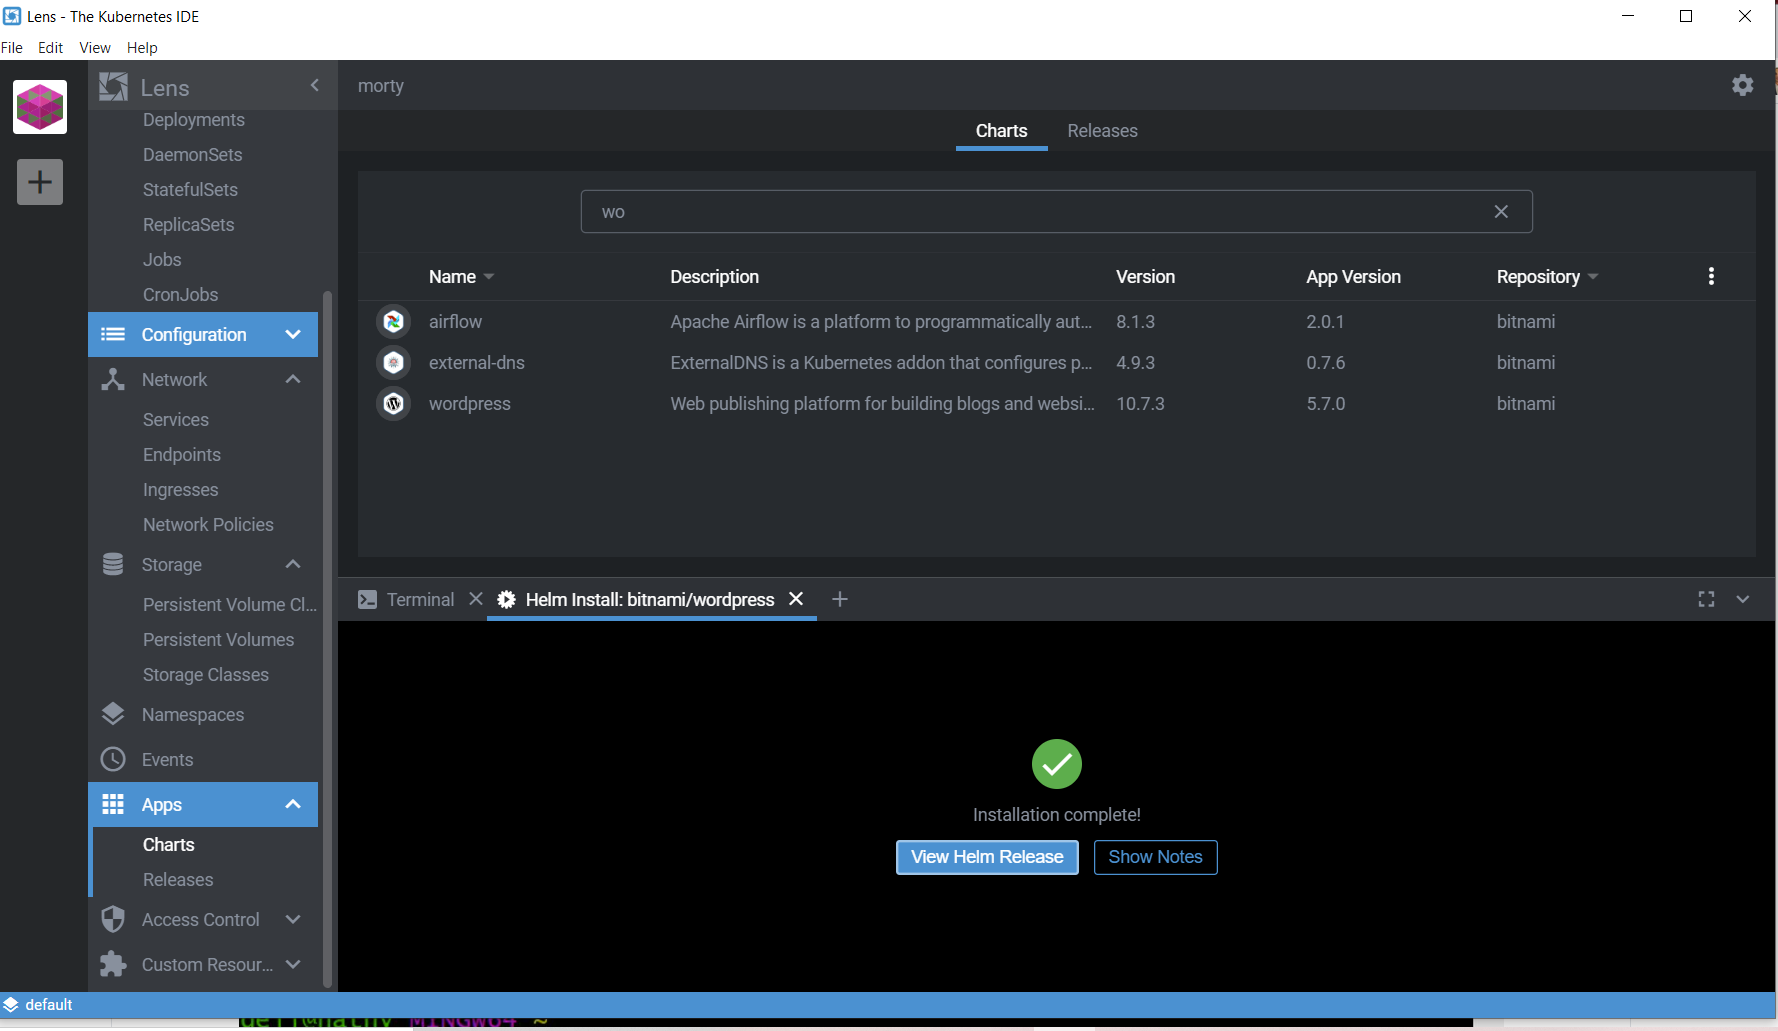 Lens - The Kubernetes IDE
File Edit View Help
Lens
morty
Deployments
DaemonSets
StatefulSets
ReplicaSets
Jobs
CronJobs
Configuration
Network
Services
Endpoints
Ingresses
Network Policies
Storage
Persistent Volume Cl...
Persistent Volumes
Storage Classes
Namespaces
Events
Apps
Charts
Releases
Access Control
Custom Resour...
Charts Releases
wo
Name Description Version App Version Repository
airflow Apache Airflow is a platform to programmatically aut... 8.1.3 2.0.1 bitnami
external-dns ExternalDNS is a Kubernetes addon that configures p... 4.9.3 0.7.6 bitnami
wordpress Web publishing platform for building blogs and websi... 10.7.3 5.7.0 bitnami
Terminal Helm Install: bitnami/wordpress
Installation complete!
View Helm Release Show Notes
default
MINGW64 ~